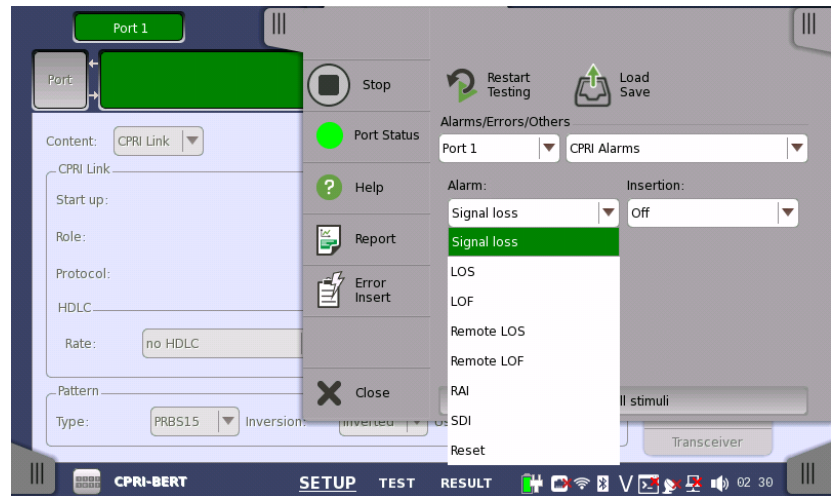 Port 1
Port
Stop
Restart Testing
Load Save
Alarms/Errors/Others
Port Status
Port 1
CPRI Alarms
Content:
CPRI Link
CPRI Link
Help
Alarm:
Insertion:
Start up:
Signal loss
Off
Role:
Report
Signal loss
Protocol:
LOS
HDLC
Error Insert
LOF
Rate:
no HDLC
Remote LOS
Remote LOF
Pattern
Close
RAI
ll stimuli
Type:
PRBS15
Inversion:
Inverted
SDI
Reset
Transceiver
CPRI-BERT
SETUP
TEST
RESULT
02 30